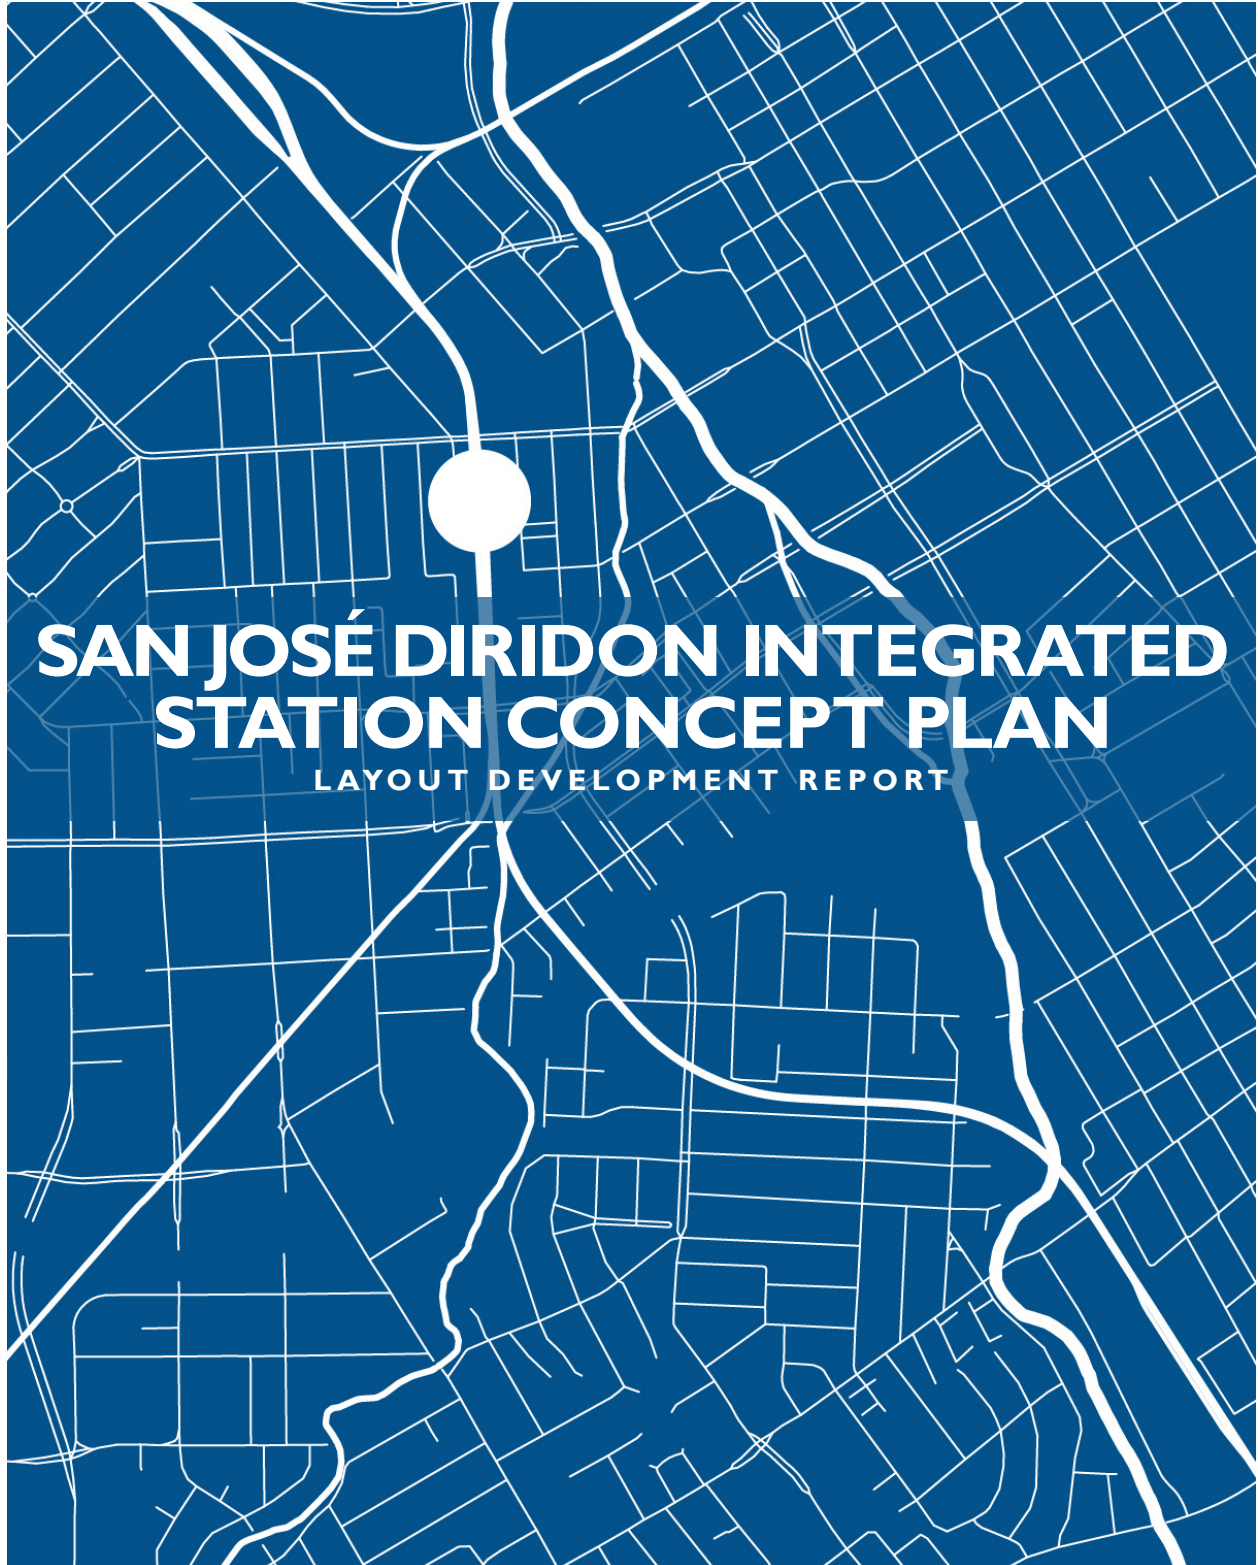 SAN JOSÉ DIRIDON INTEGRATED
STATION CONCEPT PLAN
LAYOUT DEVELOPMENT REPORT